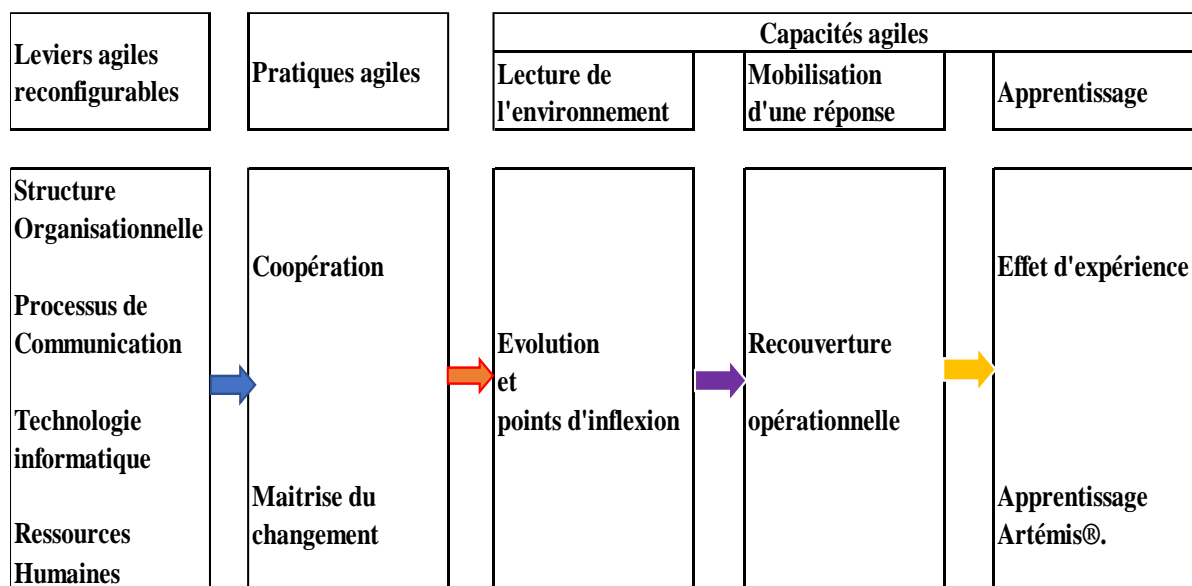 Leviers agiles
reconfigurables
Pratiques agiles
Capacités agiles
Lecture de
l'environnement
Mobilisation
d'une réponse
Apprentissage
Structure
Organisationnelle
Processus de
Communication
Technologie
informatique
Ressources
Humaines
Coopération
Maitrise du
changement
Evolution
et
points d'inflexion
Recouverture
opérationnelle
Effet d'expérience
Apprentissage
Artémis®.